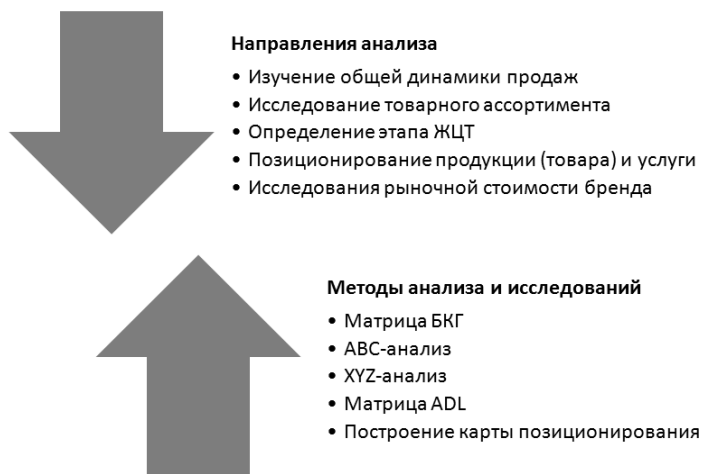 Направления анализа
• Изучение общей динамики продаж
• Исследование товарного ассортимента
• Определение этапа ЖЦТ
• Позиционирование продукции (товара) и услуги
• Исследования рыночной стоимости бренда
Методы анализа и исследований
• Матрица БКГ
• ABC-анализ
• XYZ-анализ
• Матрица ADL
• Построение карты позиционирования